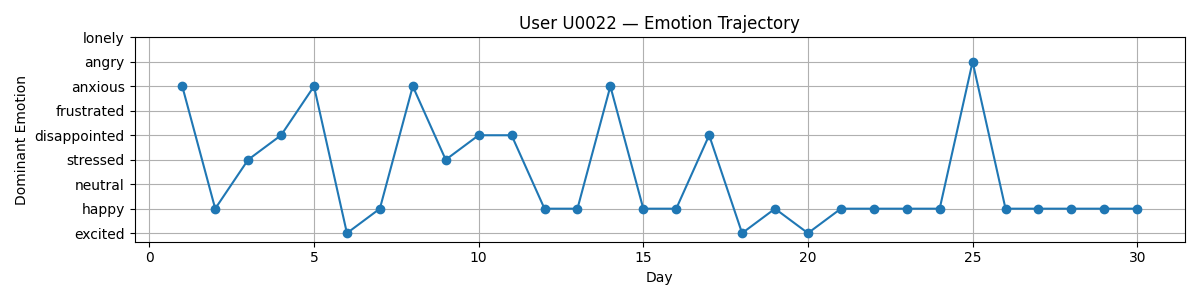 User U0022 — Emotion Trajectory
Dominant Emotion
lonely
angry
anxious
frustrated
disappointed
stressed
neutral
happy
excited
0 5 10 15 20 25 30
Day